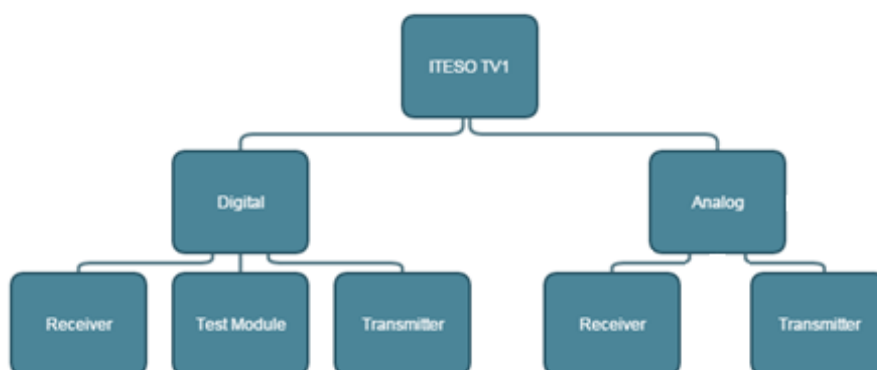 ITESO TV1
Digital
Analog
Receiver
Test Module
Transmitter
Receiver
Transmitter